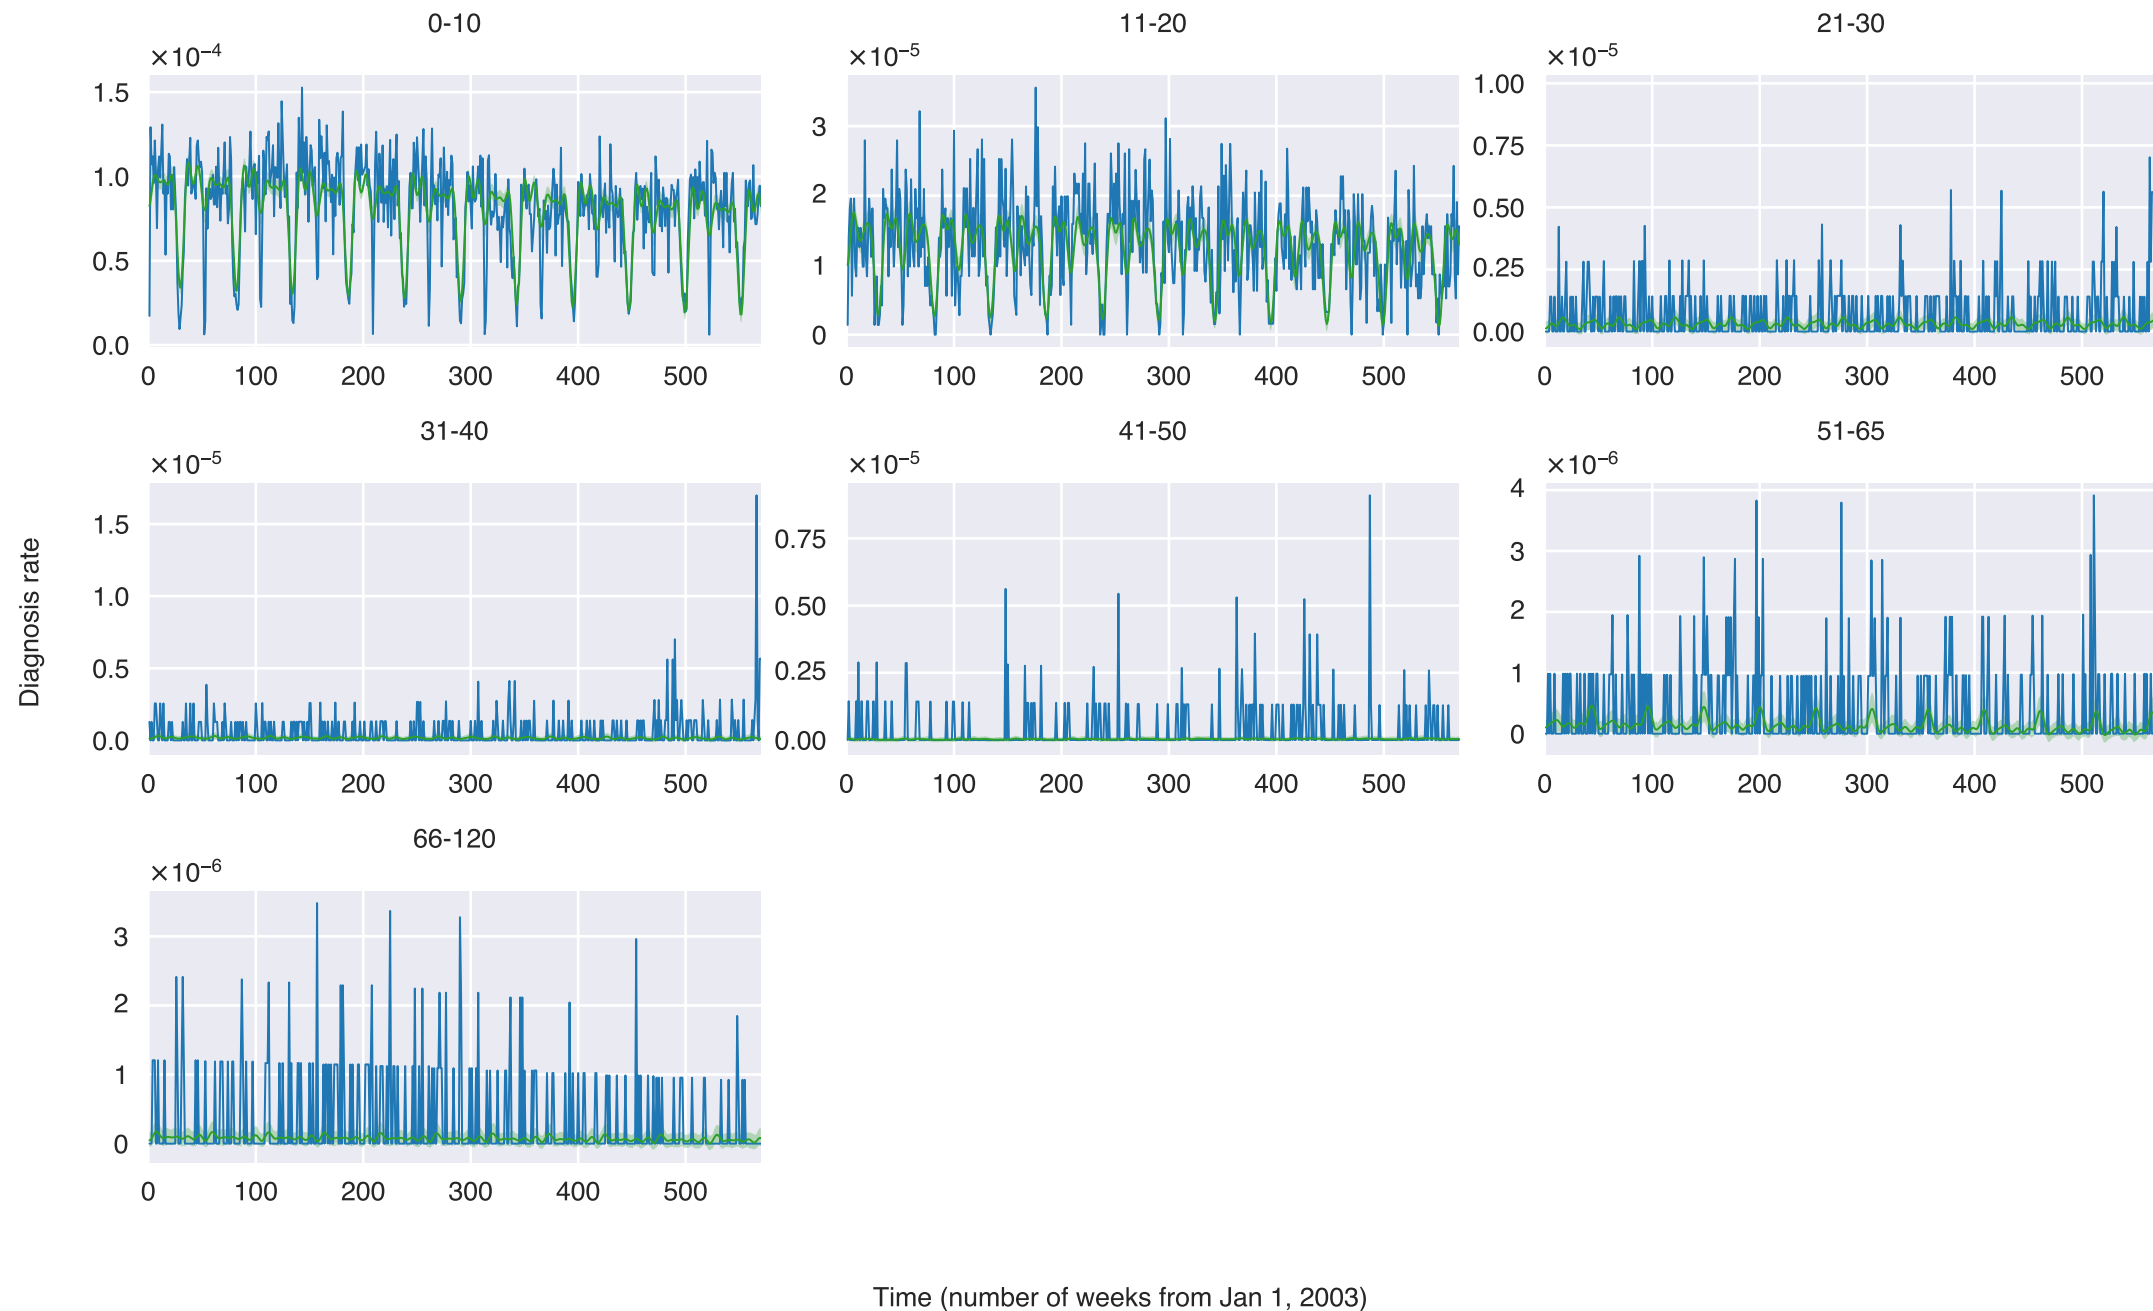 0-10 11-20 21-30
×10⁻⁴ ×10⁻⁵ ×10⁻⁵
1.5 1.0 0.5 0.0
3 2 1 0
1.00 0.75 0.50 0.25 0.00
0 100 200 300 400 500
0 100 200 300 400 500
0 100 200 300 400 500
31-40 41-50 51-65
×10⁻⁵ ×10⁻⁵ ×10⁻⁶
1.5 1.0 0.5 0.0
0.75 0.50 0.25 0.00
4 3 2 1 0
Diagnosis rate
0 100 200 300 400 500
0 100 200 300 400 500
0 100 200 300 400 500
66-120
×10⁻⁶
3 2 1 0
0 100 200 300 400 500
Time (number of weeks from Jan 1, 2003)